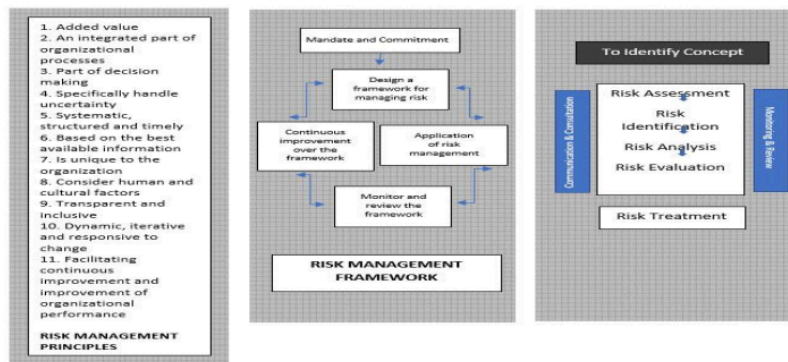 1. Added value
2. An integrated part of
organizational
processes
3. Part of decision
making
4. Specifically handle
uncertainty
5. Systematic,
structured and timely
6. Based on the best
available information
7. Is unique to the
organization
8. Consider human and
cultural factors
9. Transparent and
inclusive
10. Dynamic, iterative
and responsive to
change
11. Facilitating
continuous
improvement and
improvement of
organizational
performance
RISK MANAGEMENT
PRINCIPLES
Mandate and Commitment
Design a
framework for
managing risk
Continuous
improvement
over the
framework
Application
of risk
management
Monitor and
review the
framework
RISK MANAGEMENT
FRAMEWORK
To Identify Concept
Communication & Consultation
Risk Assessment
Risk
Identification
Risk Analysis
Risk Evaluation
Monitoring & Review
Risk Treatment